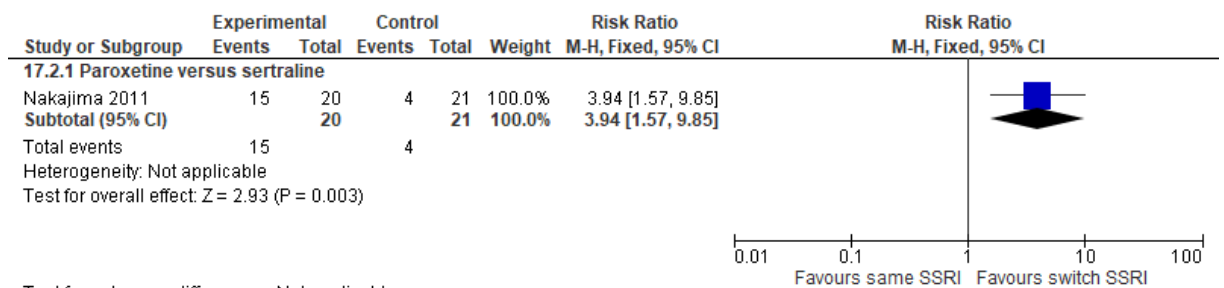 Experimental Control Risk Ratio Risk Ratio
Study or Subgroup Events Total Events Total Weight M-H, Fixed, 95% CI M-H, Fixed, 95% CI
17.2.1 Paroxetine versus sertraline
Nakajima 2011 15 20 4 21 100.0% 3.94 [1.57, 9.85]
Subtotal (95% CI) 20 21 100.0% 3.94 [1.57, 9.85]
Total events 15 4
Heterogeneity: Not applicable
Test for overall effect: Z = 2.93 (P = 0.003)
0.01 0.1 1 10 100
Favours same SSRI Favours switch SSRI